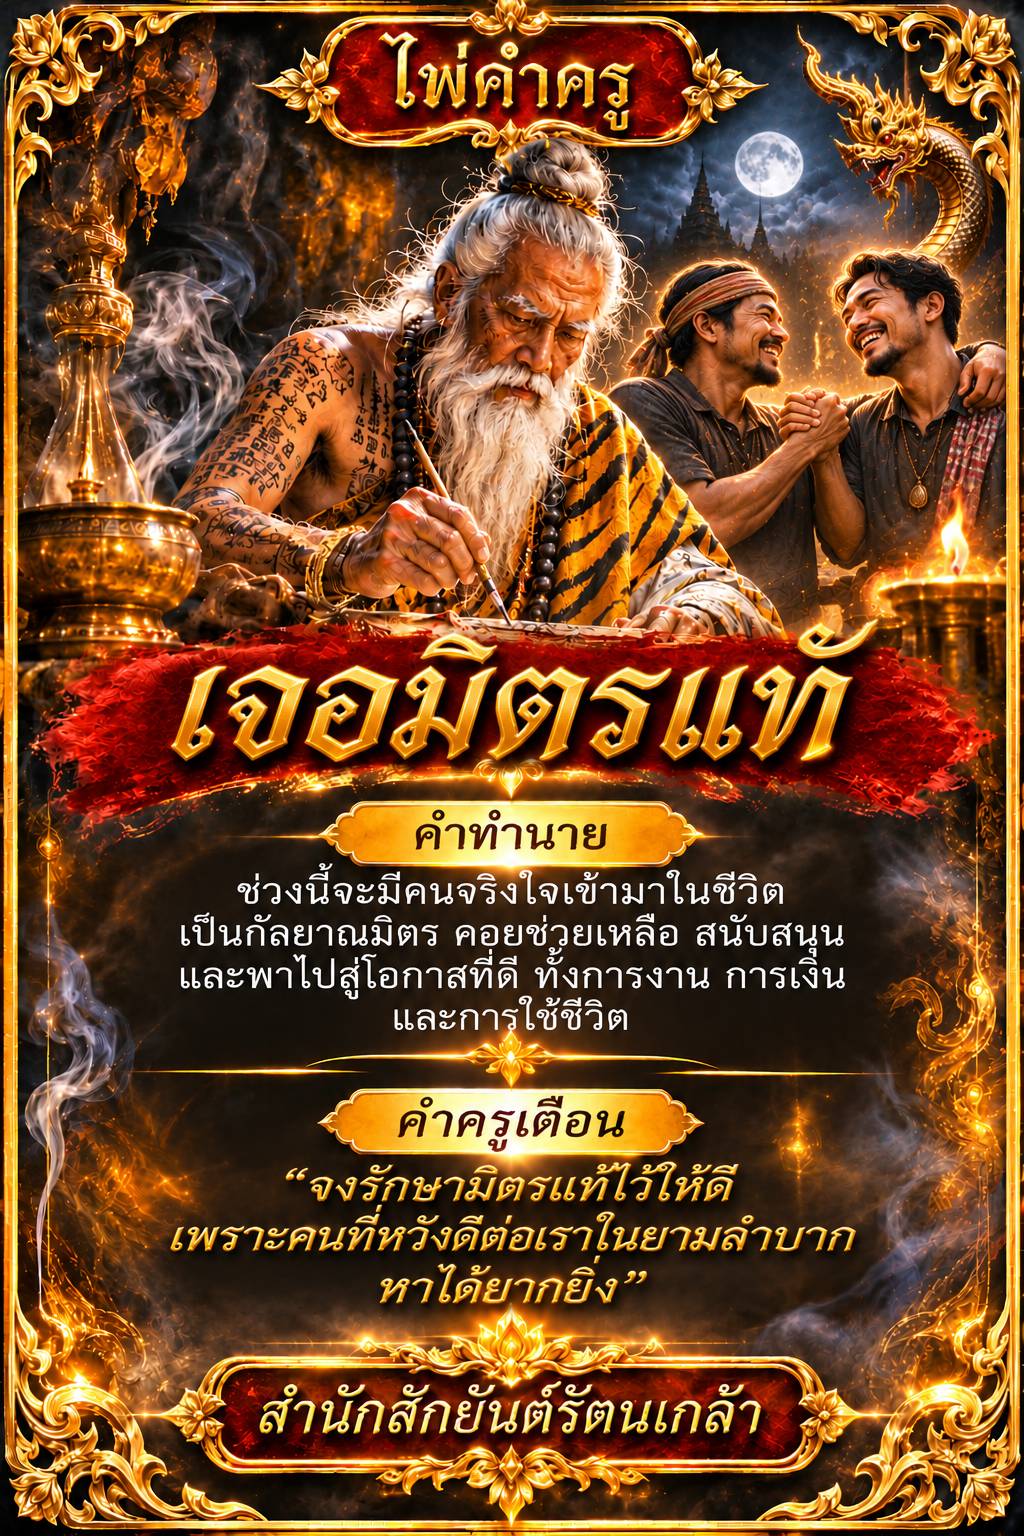 ไพ่คำครู
เจอมิตรแท้
คำทำนาย
ช่วงนี้จะมีคนจริงใจเข้ามาในชีวิต
เป็นกัลยาณมิตร คอยช่วยเหลือ สนับสนุน
และพาไปสู่โอกาสที่ดี ทั้งการงาน การเงิน
และการใช้ชีวิต
คำครูเตือน
“จงรักษามิตรแท้ไว้ให้ดี
เพราะคนที่หวังดีต่อเราในยามลำบาก
หาได้ยากยิ่ง”
สำนักสักยันต์รัตนเกล้า